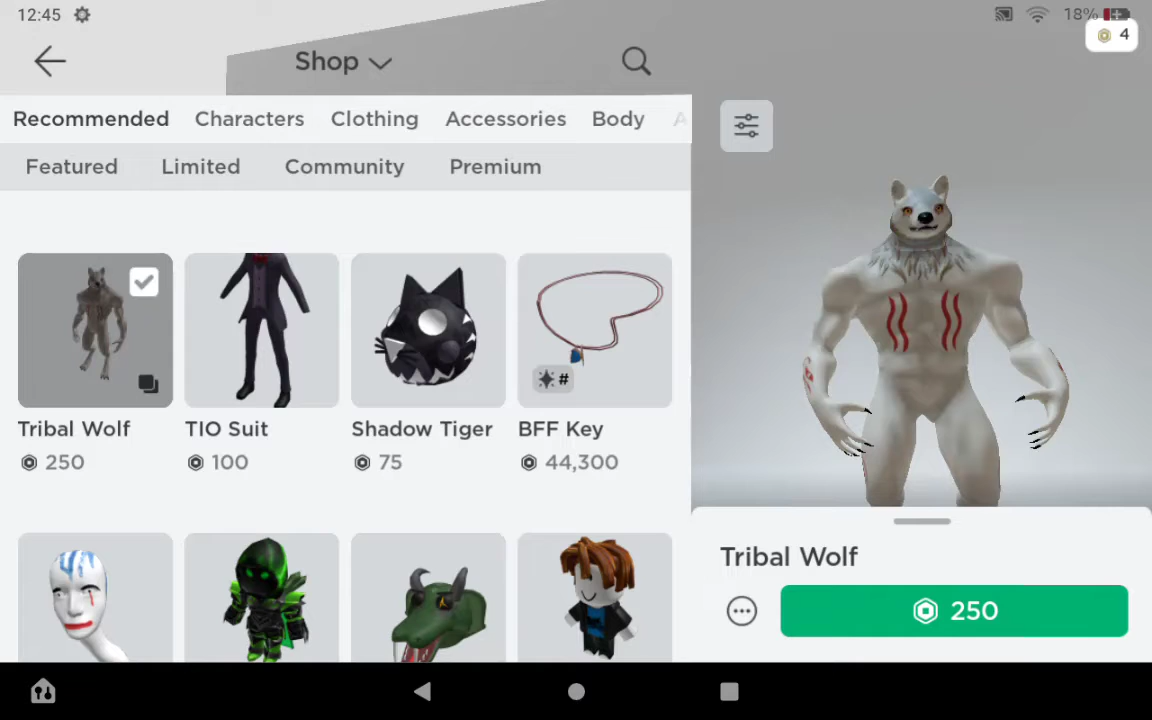 12:45
18%
4
Shop
Recommended Characters Clothing Accessories Body A
Featured Limited Community Premium
#
Tribal Wolf TIO Suit Shadow Tiger BFF Key
250 100 75 44,300
Tribal Wolf
250